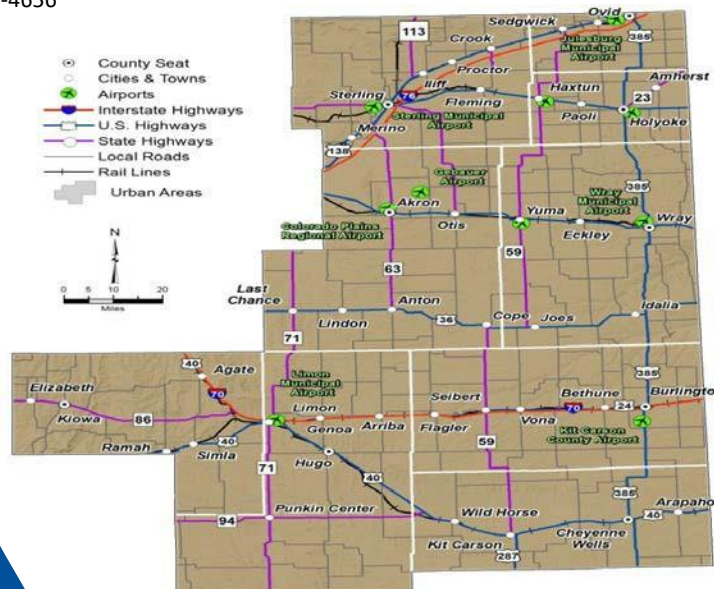 -4656
County Seat
Cities & Towns
Airports
Interstate Highways
U.S. Highways
State Highways
Local Roads
Rail Lines
Urban Areas
N
0 5 10 20
Miles
113
Ovid
Sedgwick
Julesburg
Municipal
Airport
385
Crook
Proctor
Iliff
76
Amherst
Sterling
Fleming
Haxtun
23
Paoli
Holyoke
Sterling Municipal
Airport
Merino
138
Gebauer
Airport
385
Wray
Municipal
Airport
Akron
Yuma
Wray
Otis
Eckley
Colorado Plains
Regional Airport
63
59
Last
Chance
Anton
Idalia
Lindon
36
Cope
Joes
71
40
Agate
385
Elizabeth
70
Limon
Municipal
Airport
Seibert
Bethune
Burlington
Kiowa
86
Limon
70
24
Genoa
Arriba
Flagler
Vona
Kit Carson
County Airport
Ramah
40
Simla
71
Hugo
40
59
385
Arapaho
94
Punkin Center
Wild Horse
40
Kit Carson
287
Cheyenne
Wells